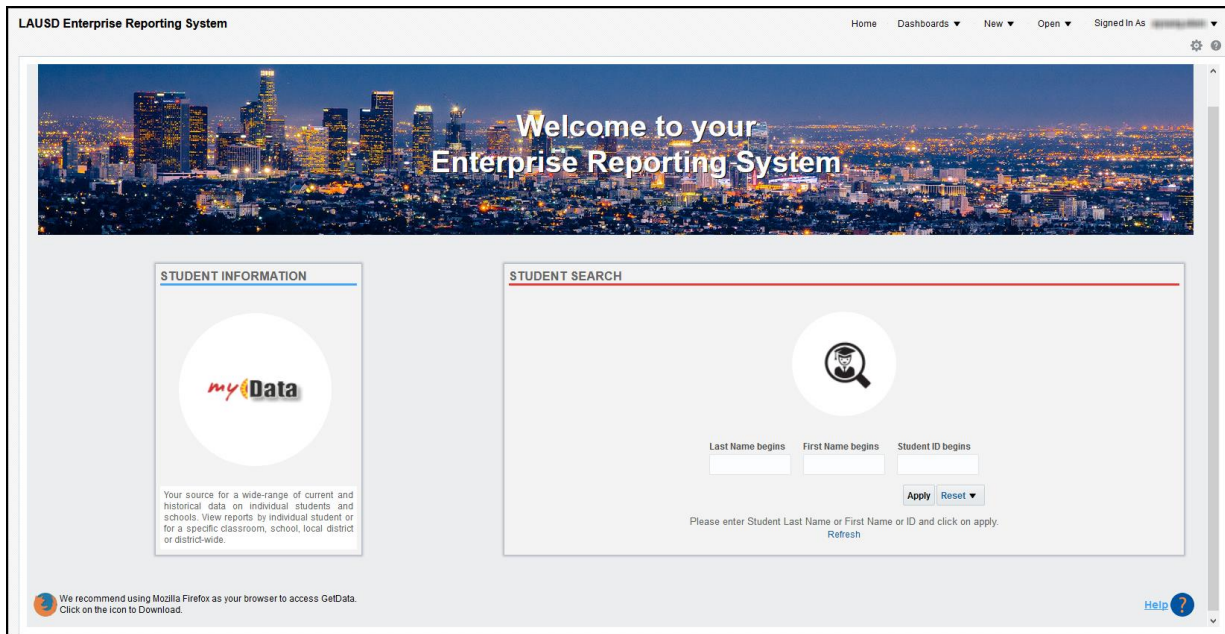 LAUSD Enterprise Reporting System
Home Dashboards ▼ New ▼ Open ▼ Signed In As
Welcome to your
Enterprise Reporting System
STUDENT INFORMATION
my Data
Your source for a wide-range of current and
historical data on individual students and
schools. View reports by individual student or
for a specific classroom, school, local district
or district-wide.
STUDENT SEARCH
Last Name begins First Name begins Student ID begins
Apply Reset ▼
Please enter Student Last Name or First Name or ID and click on apply.
Refresh
We recommend using Mozilla Firefox as your browser to access GetData.
Click on the icon to Download.
Help ?